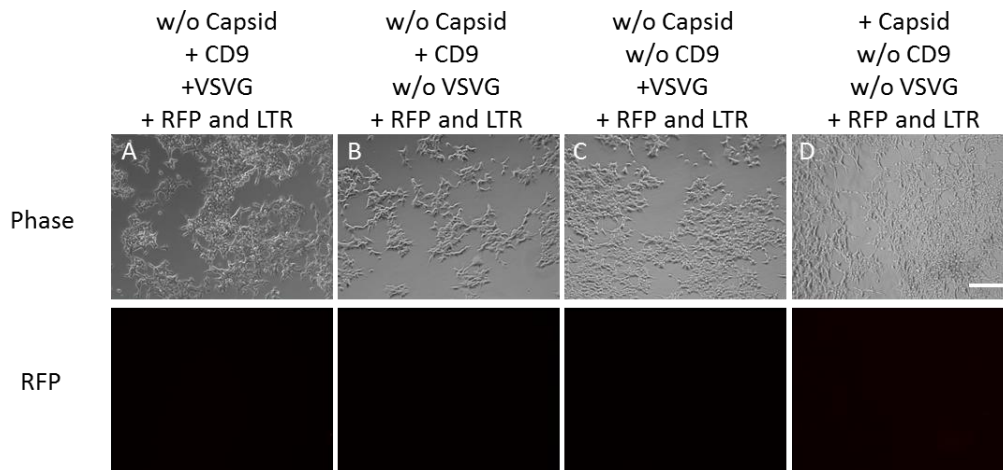 w/o Capsid
+ CD9
+VSVG
+ RFP and LTR
w/o Capsid
+ CD9
w/o VSVG
+ RFP and LTR
w/o Capsid
w/o CD9
+VSVG
+ RFP and LTR
+ Capsid
w/o CD9
w/o VSVG
+ RFP and LTR
Phase
A
B
C
D
RFP